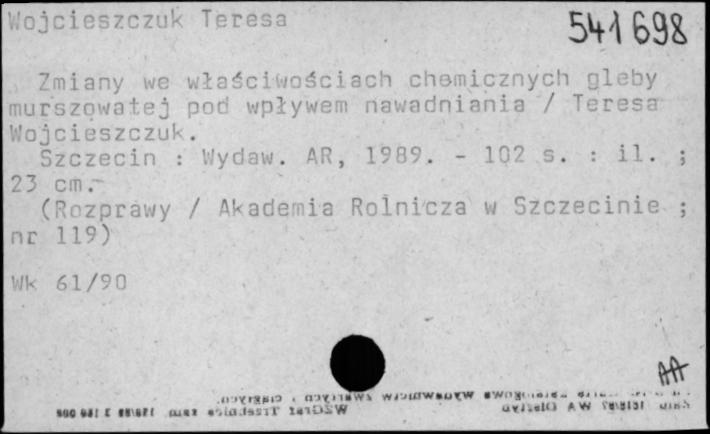 Wojcieszczuk Teresa
541698
Zmiany we właściwościach chemicznych gleby
murszowatej pod wpływem nawadniania / Teresa
Wojcieszczuk.
Szczecin : Wydaw. AR, 1989. - 102 s. : il. ;
23 cm.-
(Rozprawy / Akademia Rolnicza w Szczecinie ;
nr 119)
Wk 61/90
AA